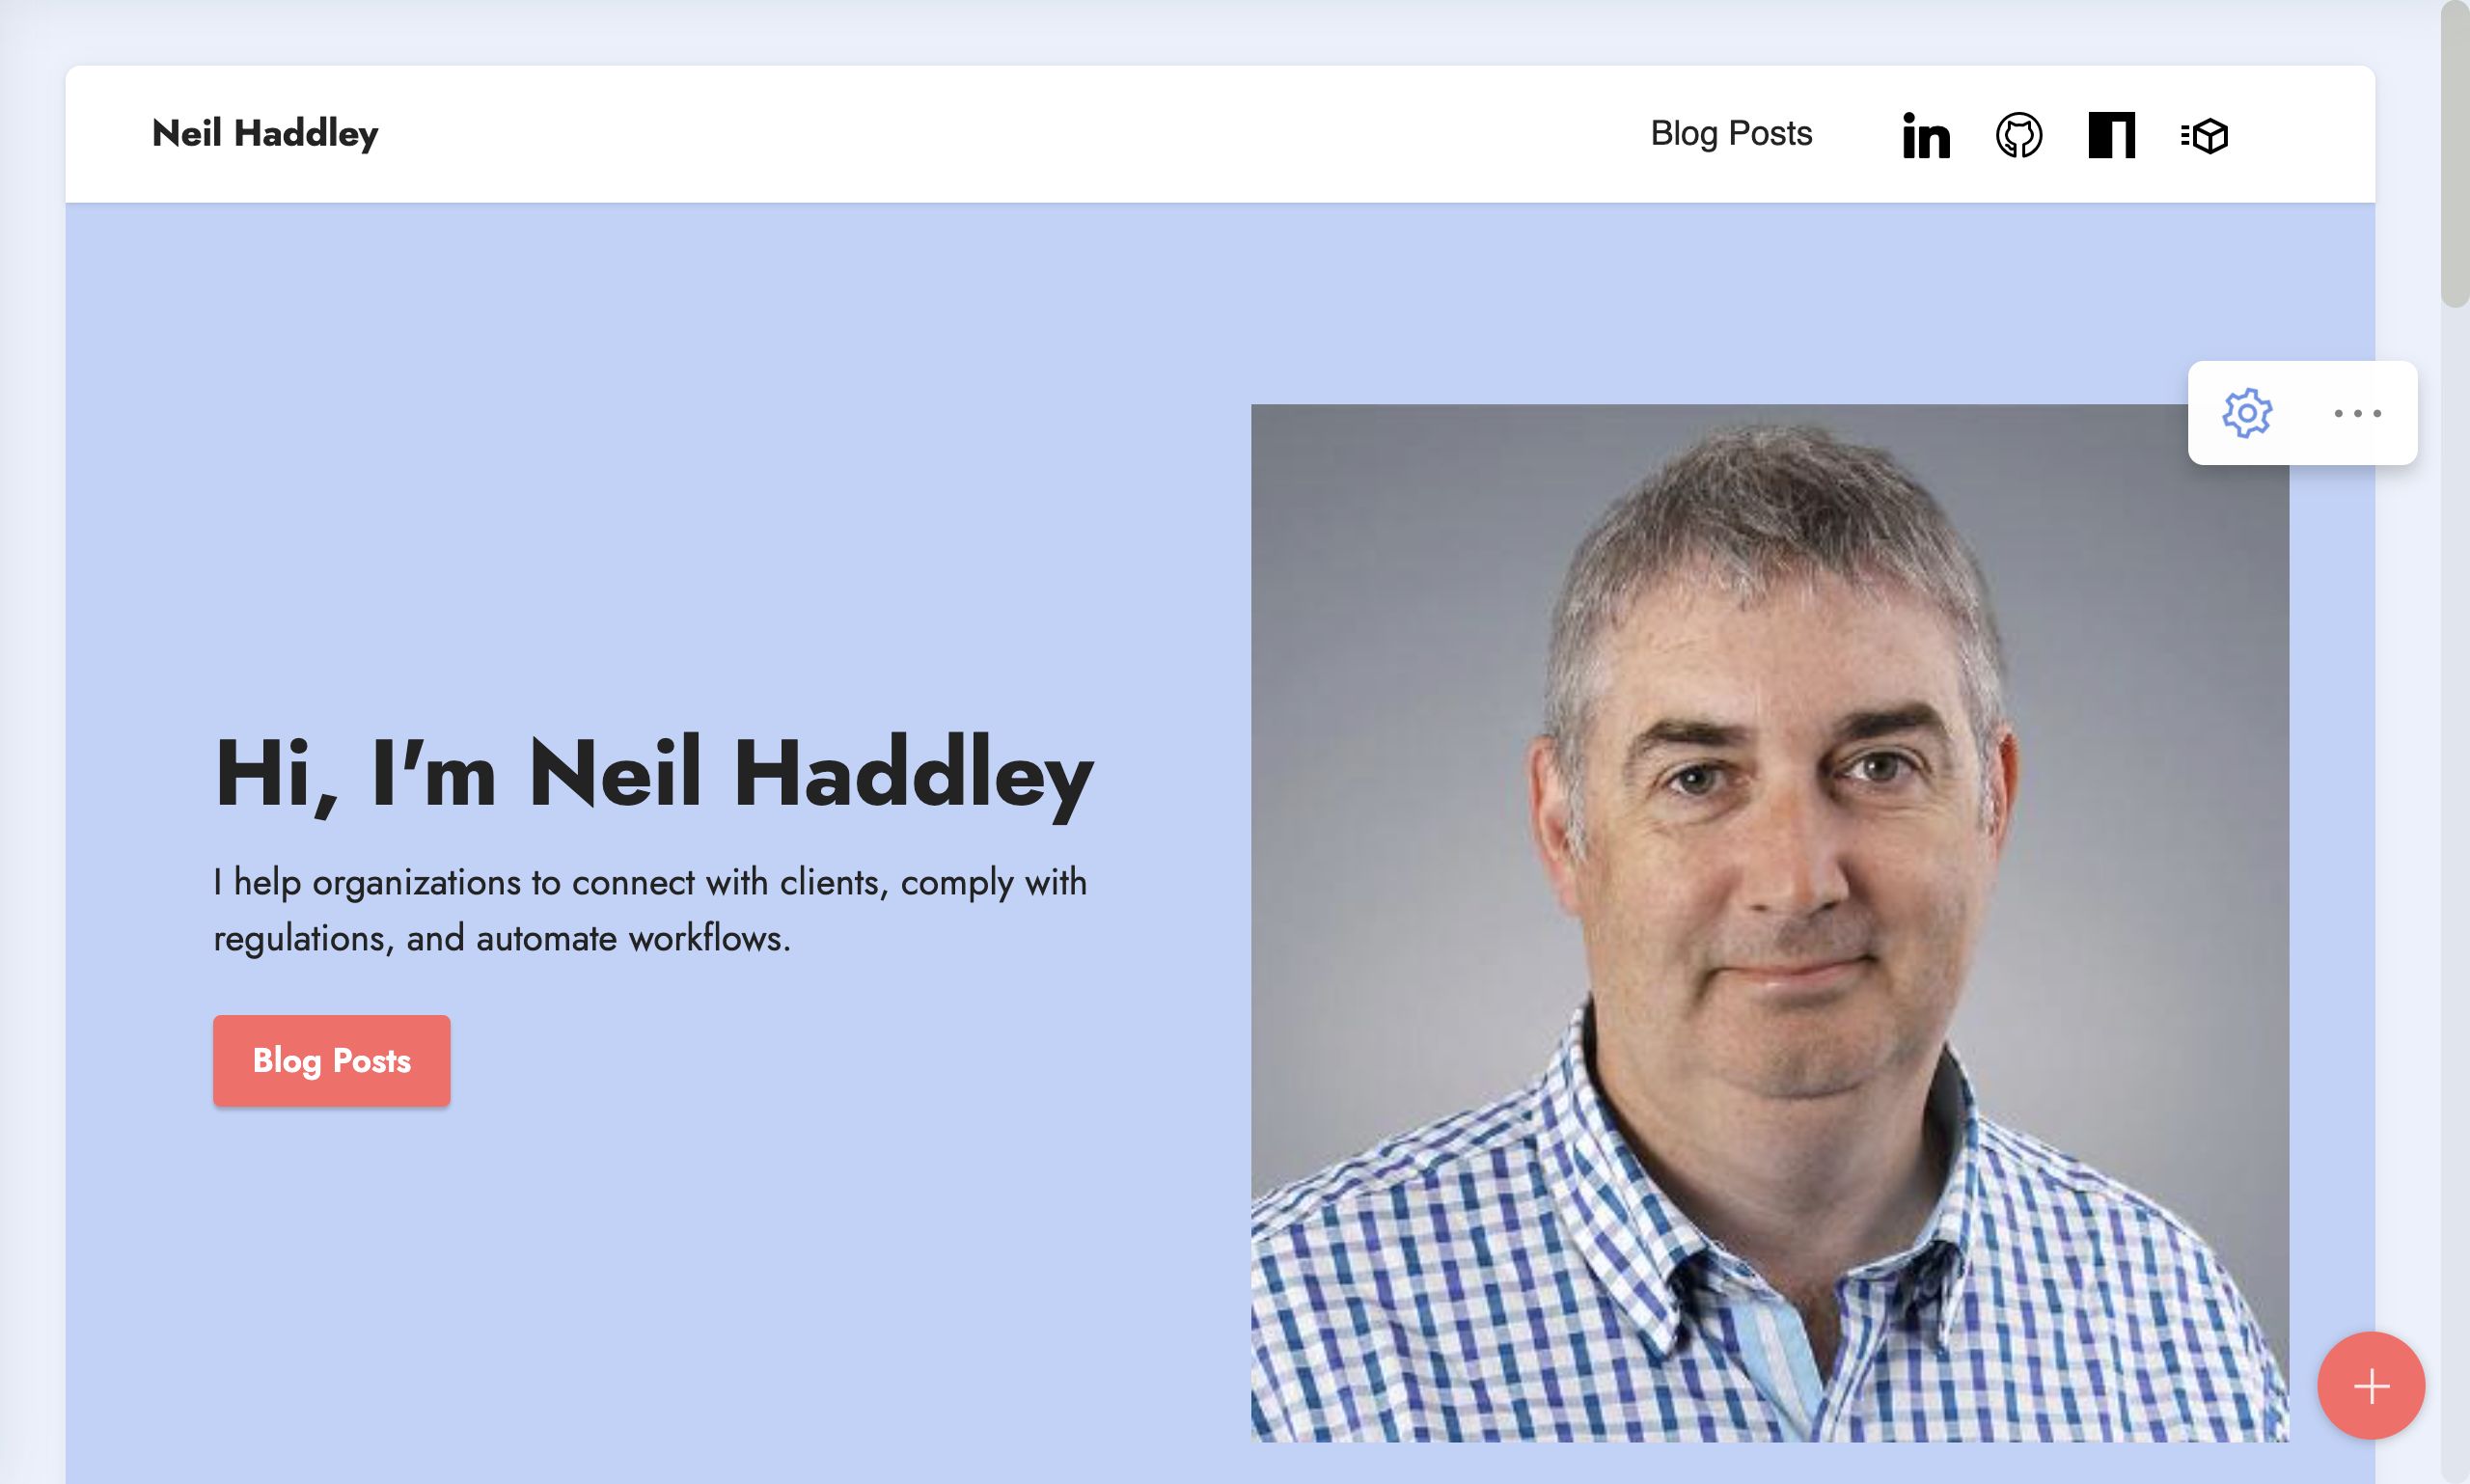 Neil Haddley
Blog Posts
Hi, I'm Neil Haddley
I help organizations to connect with clients, comply with
regulations, and automate workflows.
Blog Posts